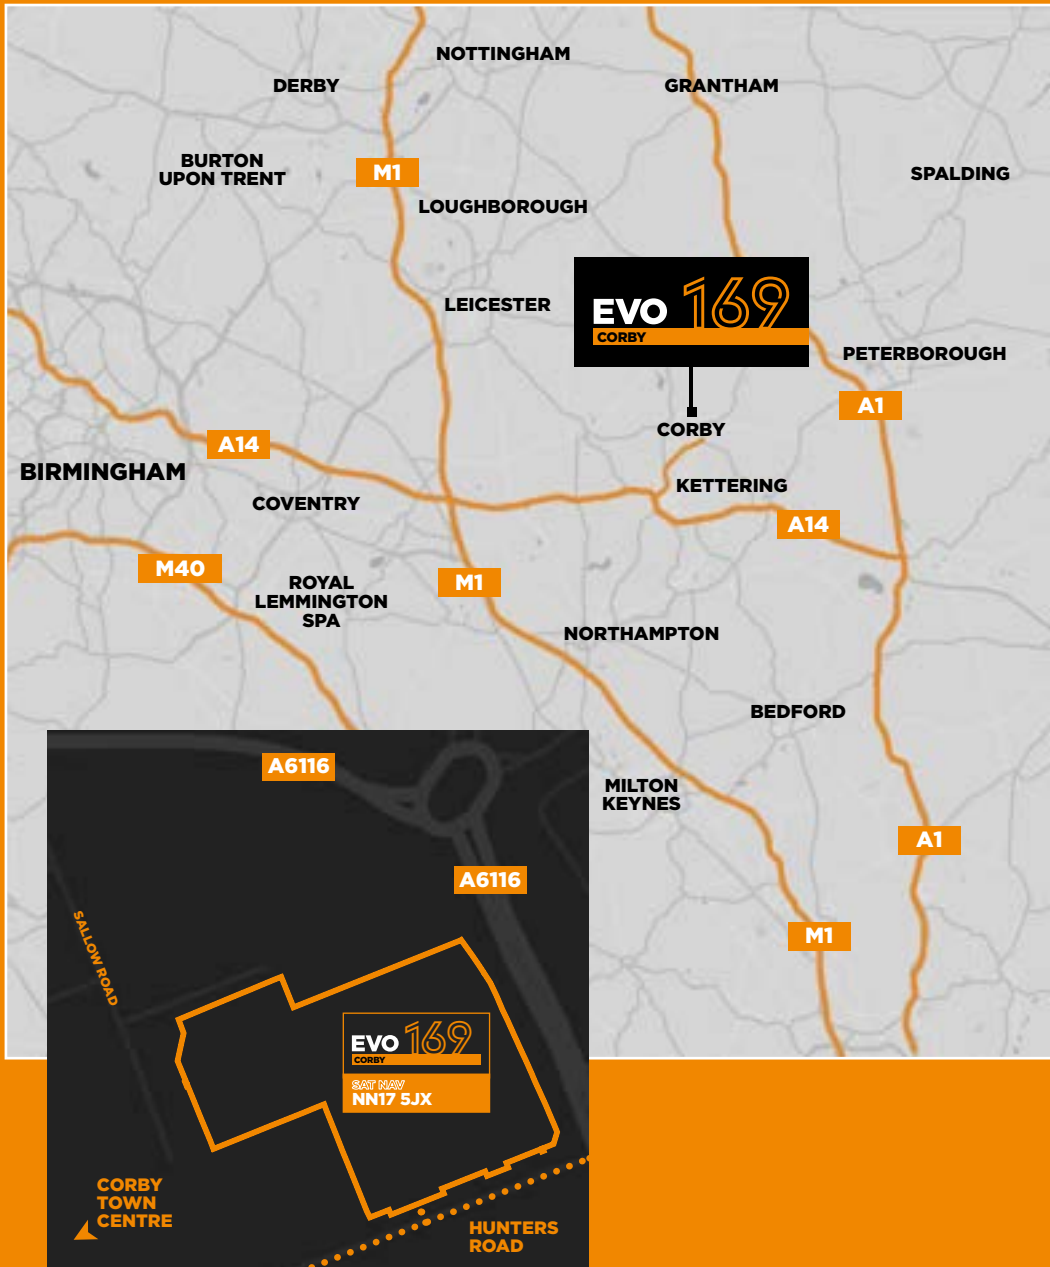 NOTTINGHAM
DERBY
GRANTHAM
BURTON
UPON TRENT
M1
SPALDING
LOUGHBOROUGH
LEICESTER
EVO 169
CORBY
PETERBOROUGH
A1
CORBY
A14
BIRMINGHAM
KETTERING
COVENTRY
A14
M40
ROYAL
LEMMINGTON
SPA
M1
NORTHAMPTON
BEDFORD
A6116
MILTON
KEYNES
A1
A6116
M1
SALLOW ROAD
EVO 169
CORBY
SAT NAV
NN17 5JX
CORBY
TOWN
CENTRE
HUNTERS
ROAD